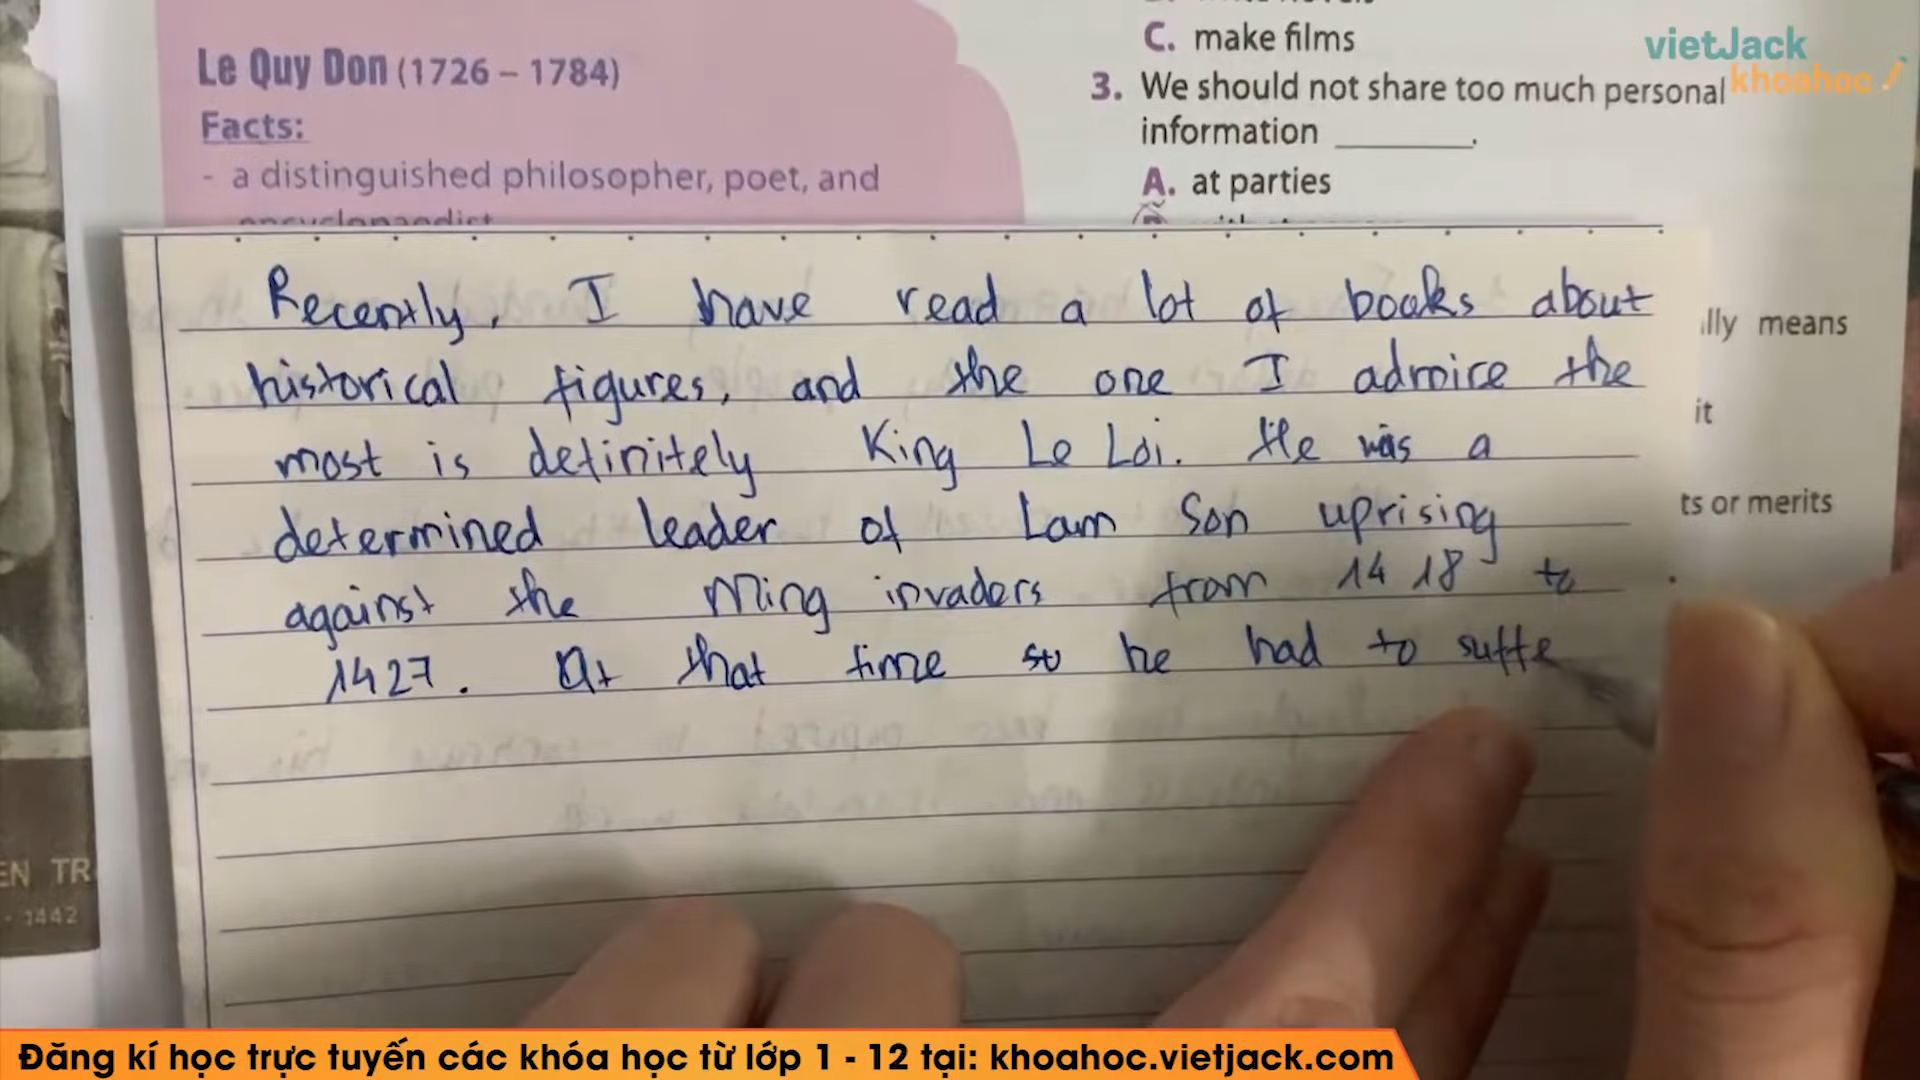 C. make films
vietJack
khoahoc
Le Quy Don (1726 – 1784)
Facts:
- a distinguished philosopher, poet, and
encyclopaedist
3. We should not share too much personal
information ________.
A. at parties
Recently, I have read a lot of books about
historical figures, and the one I admire the
most is definitely King Le Loi. He was a
determined leader of Lam Son uprising
against the Ming invaders from 1418 to
1427. At that time so he had to suffe
lly means
it
ts or merits
EN TR
- 1442
Đăng kí học trực tuyến các khóa học từ lớp 1 - 12 tại: khoahoc.vietjack.com